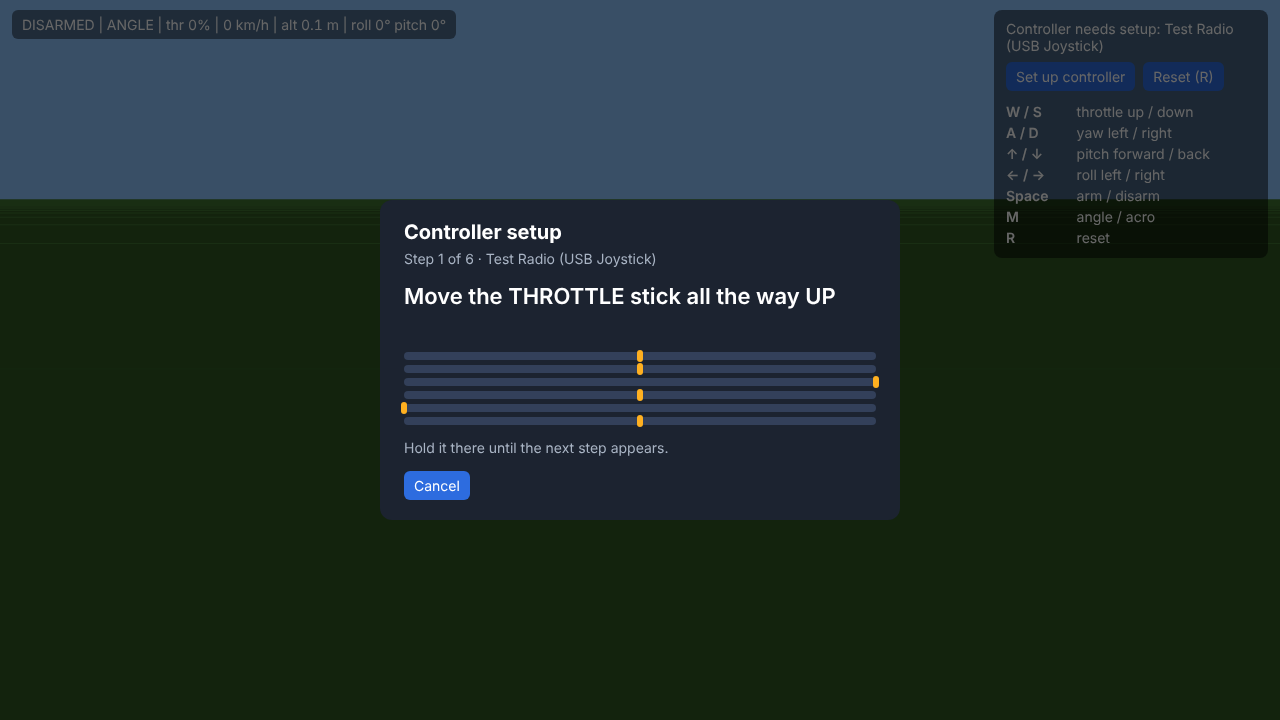 DISARMED | ANGLE | thr 0% | 0 km/h | alt 0.1 m | roll 0° pitch 0°
Controller needs setup: Test Radio
(USB Joystick)
Set up controller Reset (R)
W / S throttle up / down
A / D yaw left / right
↑ / ↓ pitch forward / back
← / → roll left / right
Space arm / disarm
M angle / acro
R reset
Controller setup
Step 1 of 6 · Test Radio (USB Joystick)
Move the THROTTLE stick all the way UP
Hold it there until the next step appears.
Cancel